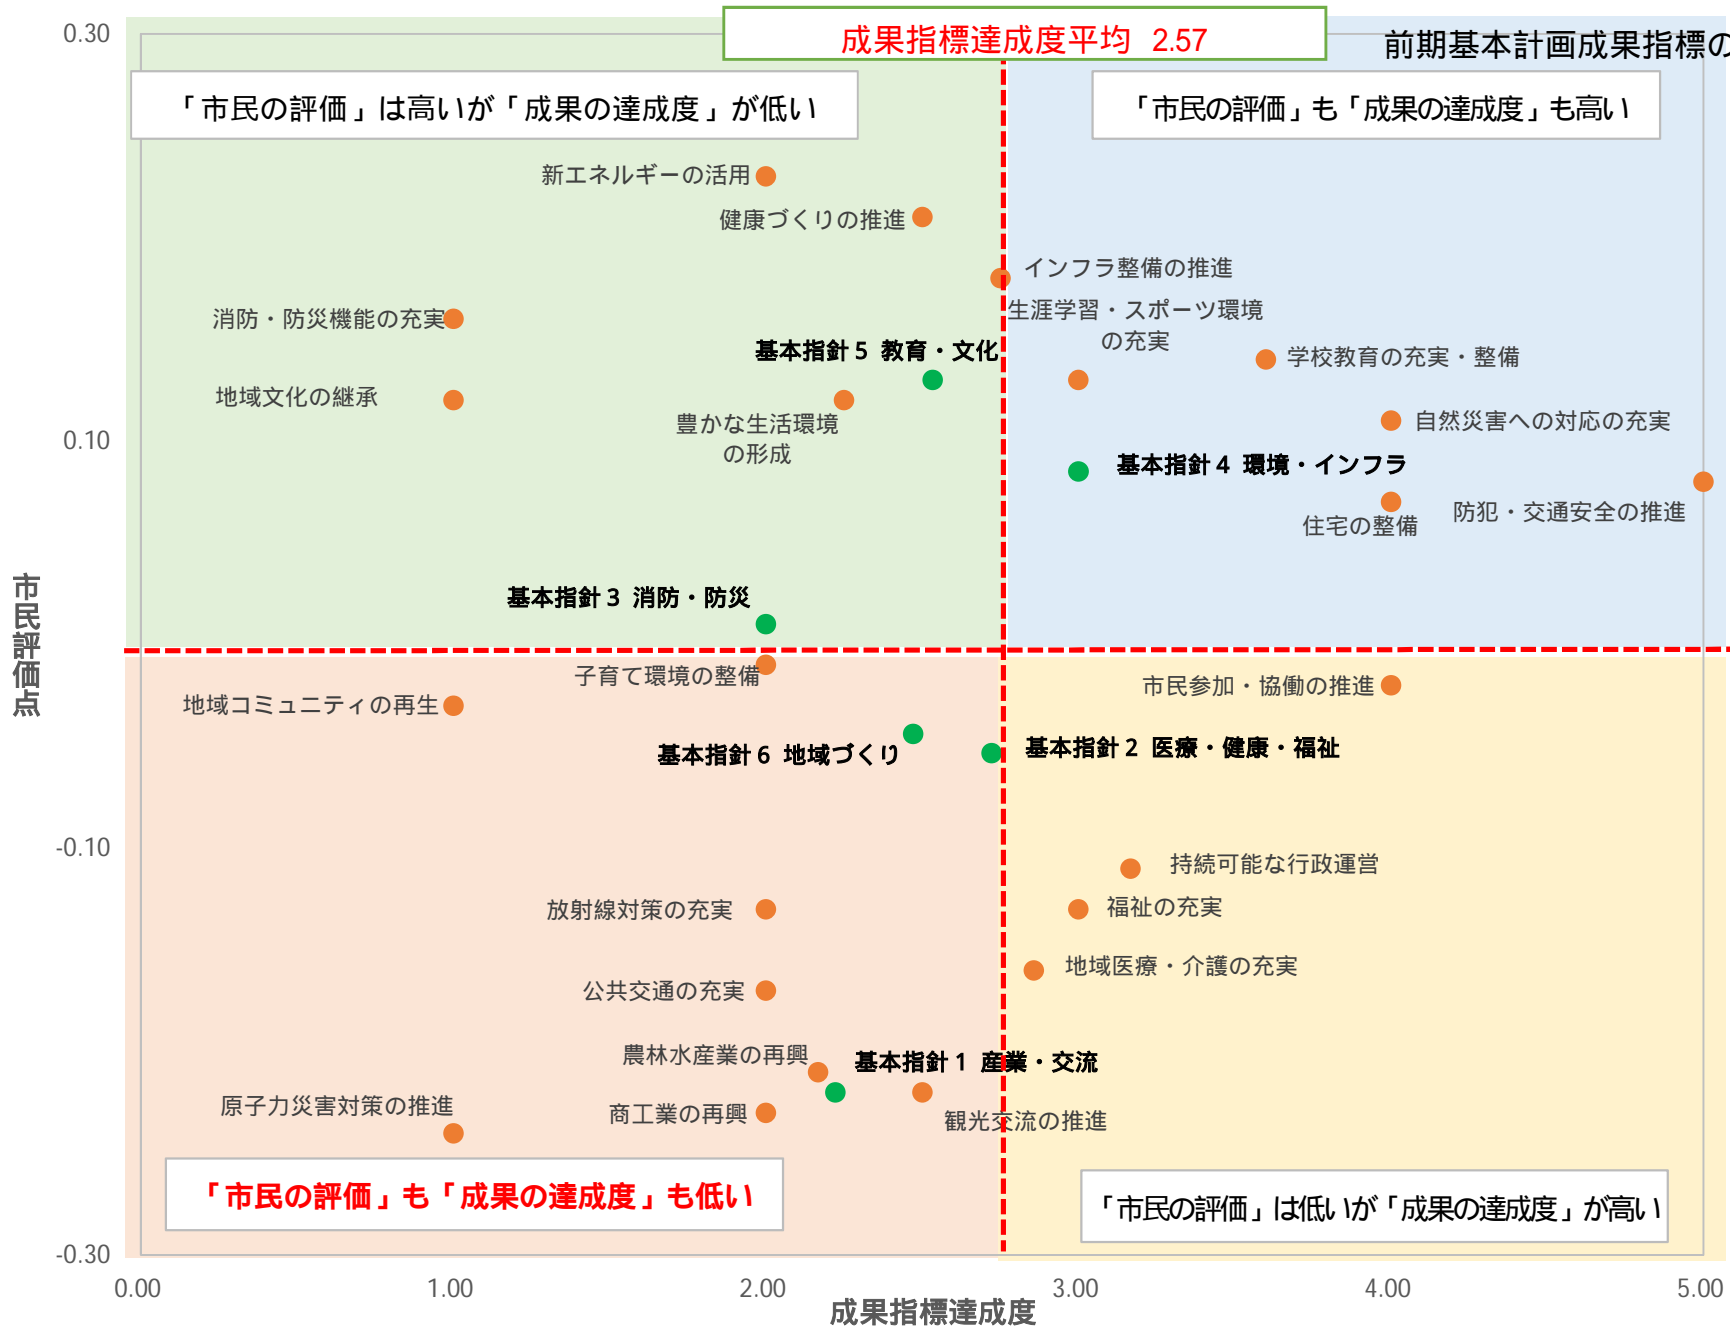 成果指標達成度平均 2.57
前期基本計画成果指標の
0.30
「市民の評価」は高いが「成果の達成度」が低い
「市民の評価」も「成果の達成度」も高い
新エネルギーの活用
健康づくりの推進
インフラ整備の推進
消防・防災機能の充実
生涯学習・スポーツ環境
の充実
基本指針5 教育・文化
学校教育の充実・整備
地域文化の継承
豊かな生活環境
の形成
自然災害への対応の充実
0.10
基本指針4 環境・インフラ
住宅の整備
防犯・交通安全の推進
市民評価点
基本指針3 消防・防災
子育て環境の整備
地域コミュニティの再生
市民参加・協働の推進
基本指針6 地域づくり
基本指針2 医療・健康・福祉
-0.10
持続可能な行政運営
放射線対策の充実
福祉の充実
地域医療・介護の充実
公共交通の充実
農林水産業の再興
基本指針1 産業・交流
原子力災害対策の推進
商工業の再興
観光交流の推進
「市民の評価」も「成果の達成度」も低い
「市民の評価」は低いが「成果の達成度」が高い
-0.30
0.00
1.00
2.00
3.00
4.00
5.00
成果指標達成度